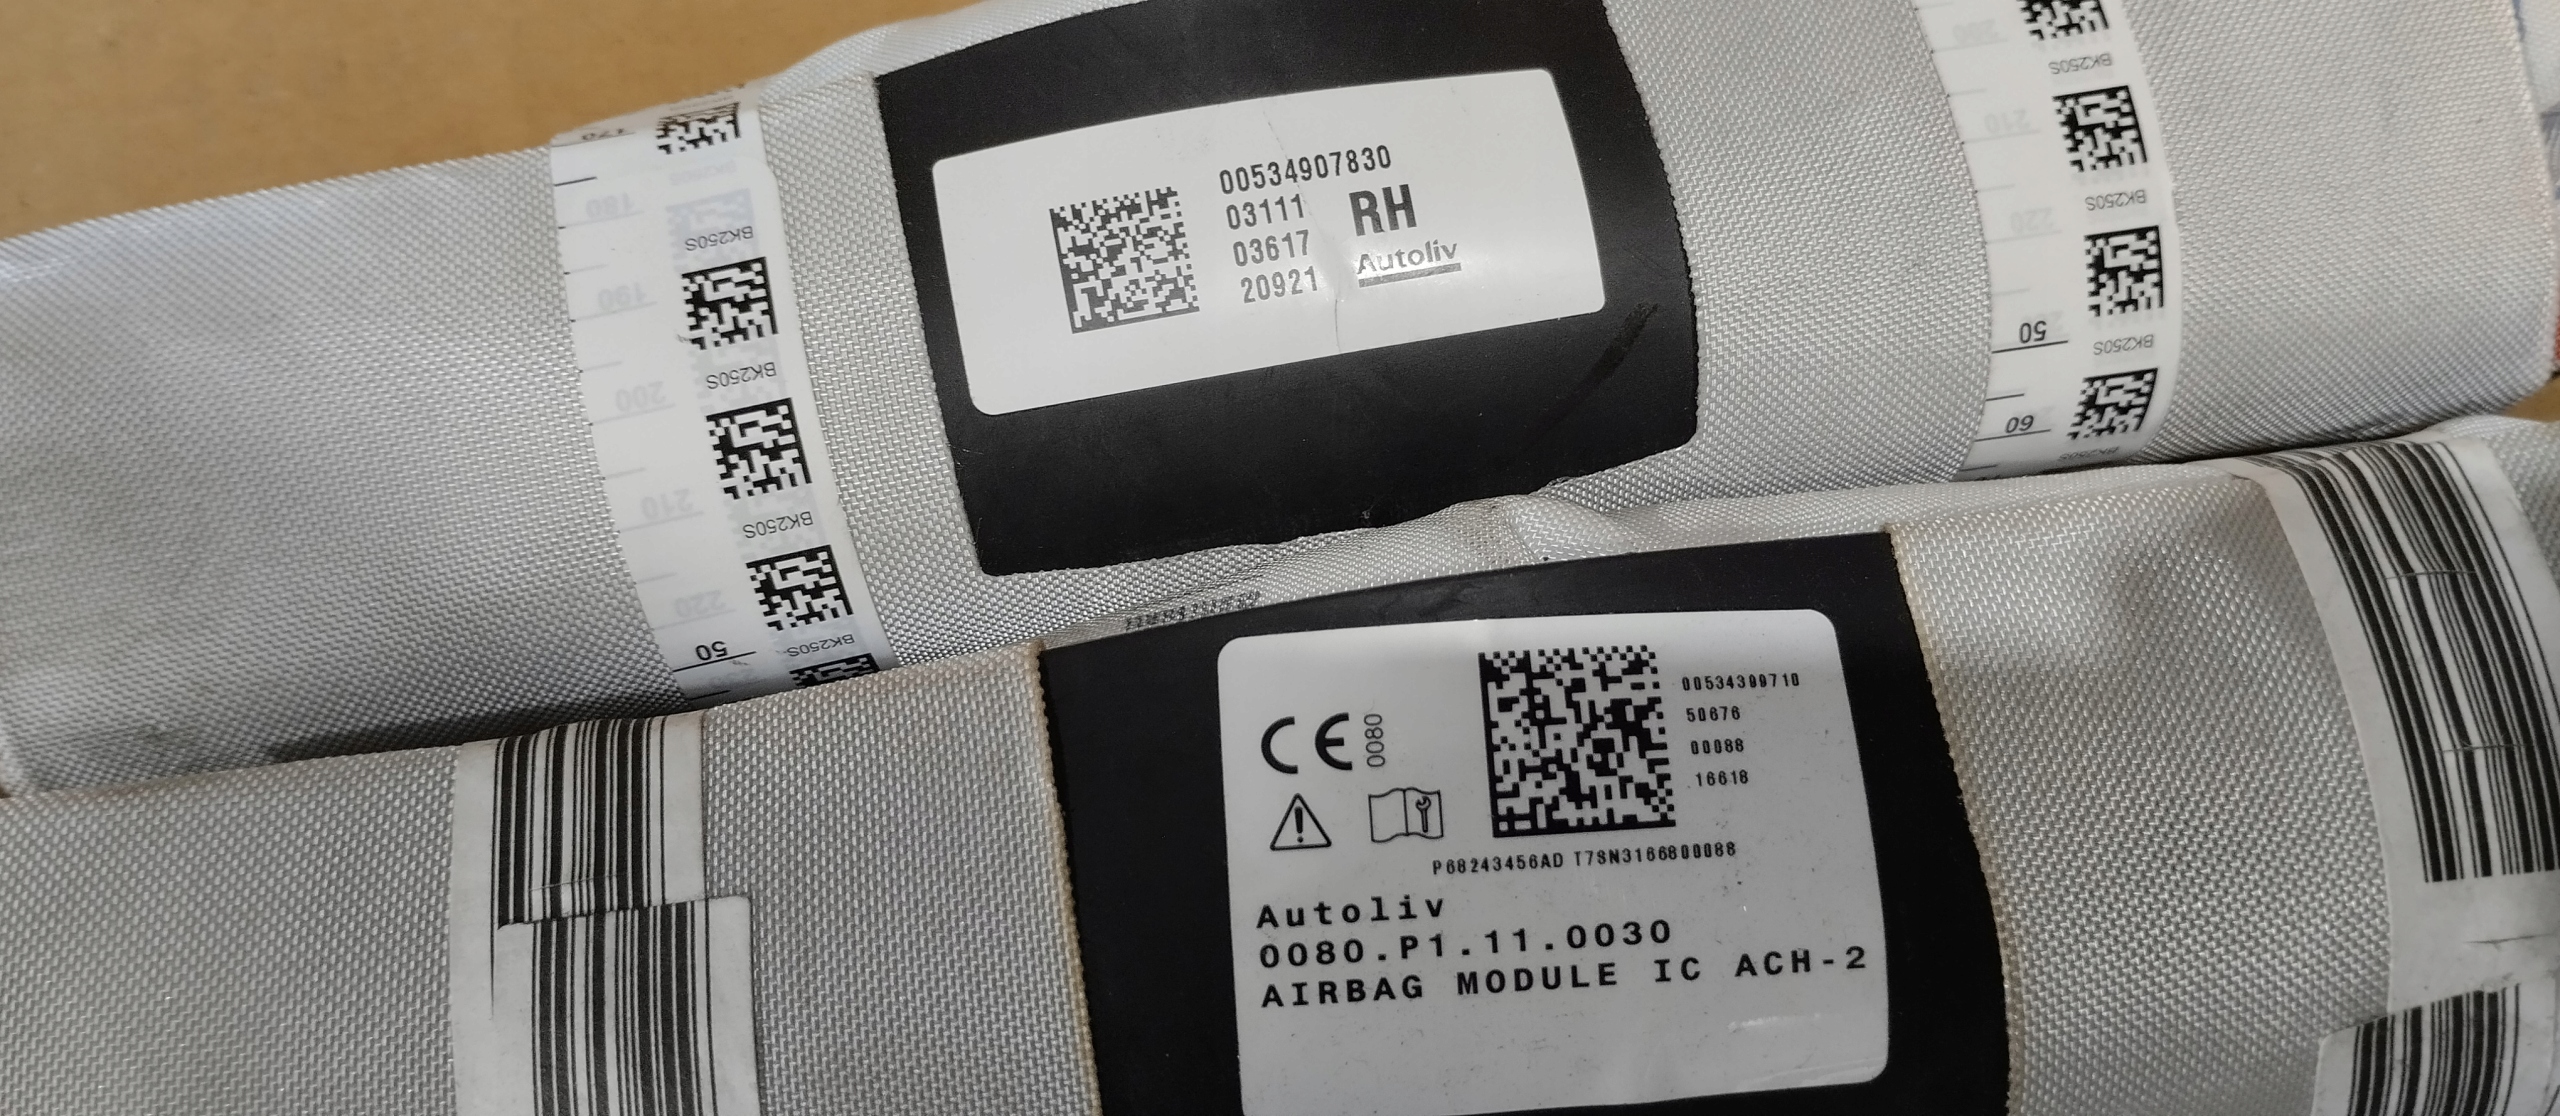 00534907830
03111
RH
03617
Autoliv
20921
170
180
BK250S
190
BK250S
200
210
BK250S
220
50
BK250S
BK250S
210
BK250S
220
50
BK250S
60
CE 0080
00534399710
50676
00088
16618
P68243456AD T7SN3166800088
Autoliv
0080.P1.11.0030
AIRBAG MODULE IC ACH-2